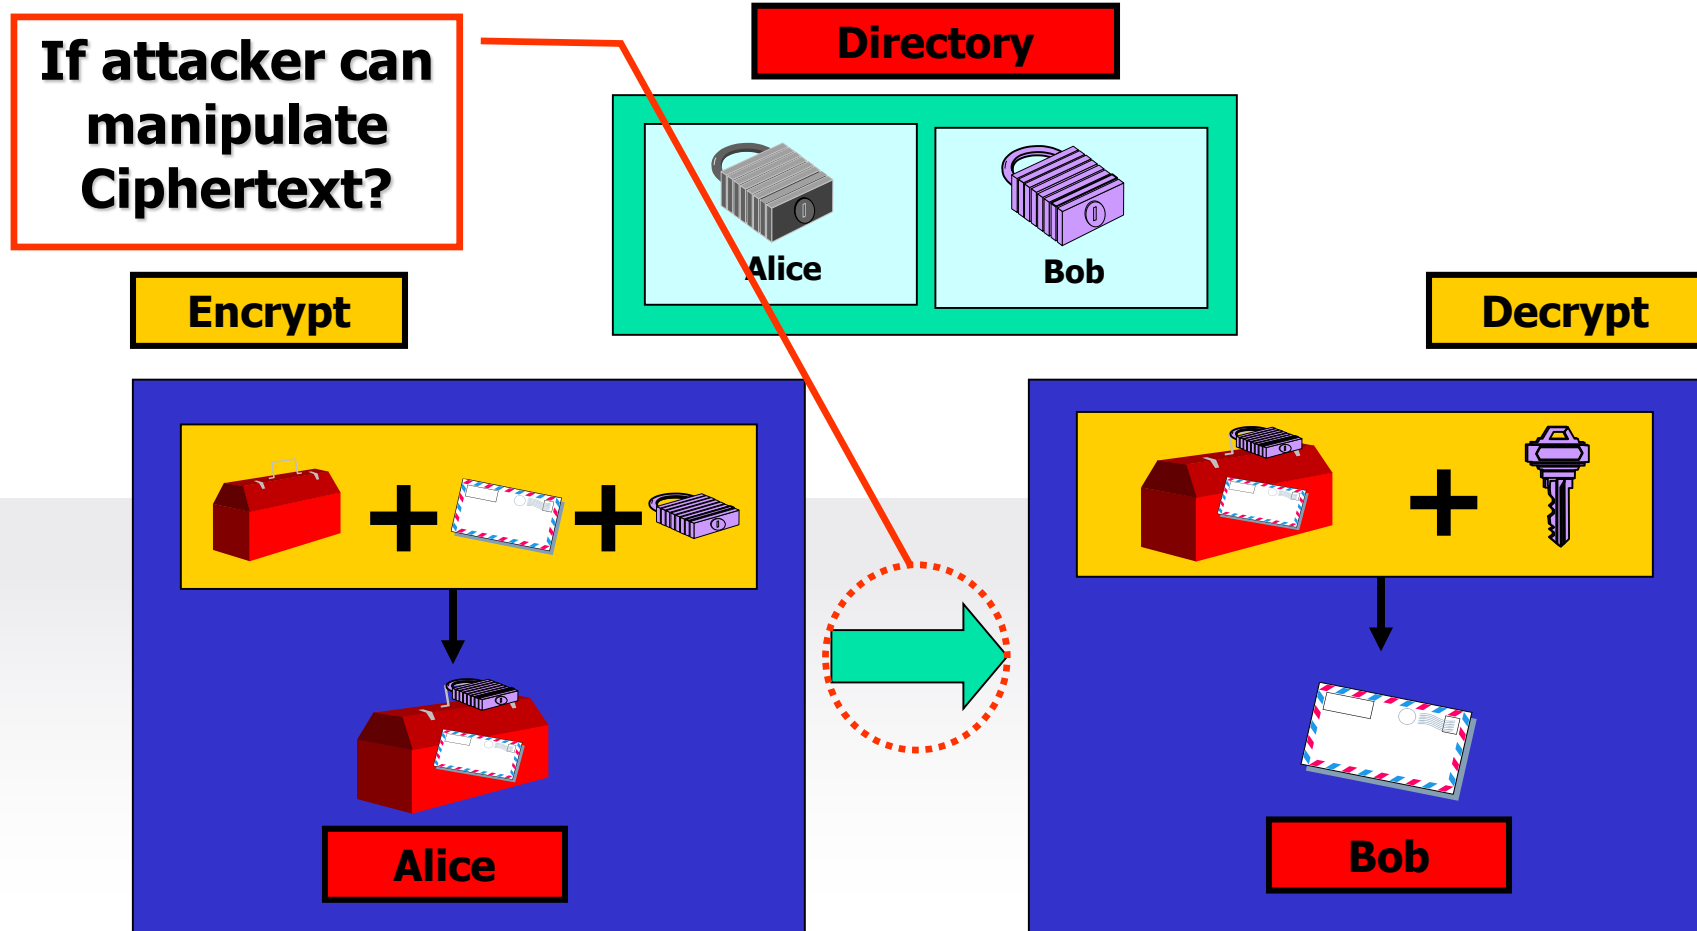 If attacker can
manipulate
Ciphertext?
Directory
Alice
Bob
Encrypt
Decrypt
Alice
Bob